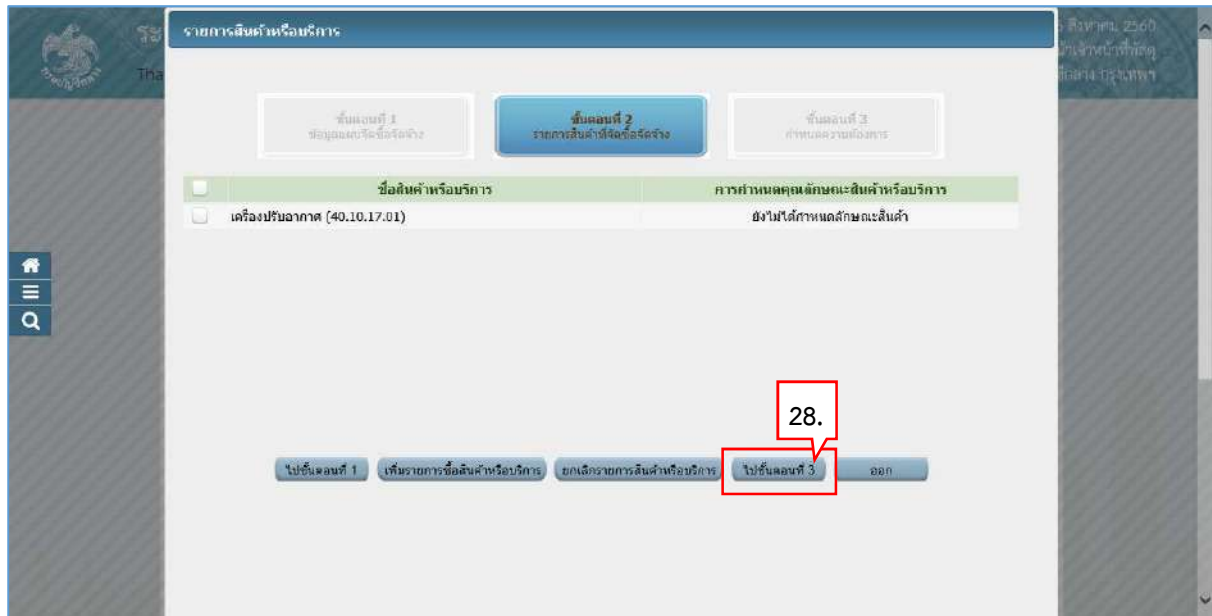 รายการสินค้าหรือบริการ
สิงหาคม 2560
ระ
Tha
ขั้นตอนที่ 1
ข้อมูลแผนจัดซื้อจัดจ้าง
ขั้นตอนที่ 2
รายการสินค้าที่จัดซื้อจัดจ้าง
ขั้นตอนที่ 3
กำหนดความต้องการ
ชื่อสินค้าหรือบริการ การกำหนดคุณลักษณะสินค้าหรือบริการ
เครื่องปรับอากาศ (40.10.17.01) ยังไม่ได้กำหนดลักษณะสินค้า
28.
ไปขั้นตอนที่ 1 เพิ่มรายการซื้อสินค้าหรือบริการ ยกเลิกรายการสินค้าหรือบริการ ไปขั้นตอนที่ 3 ออก